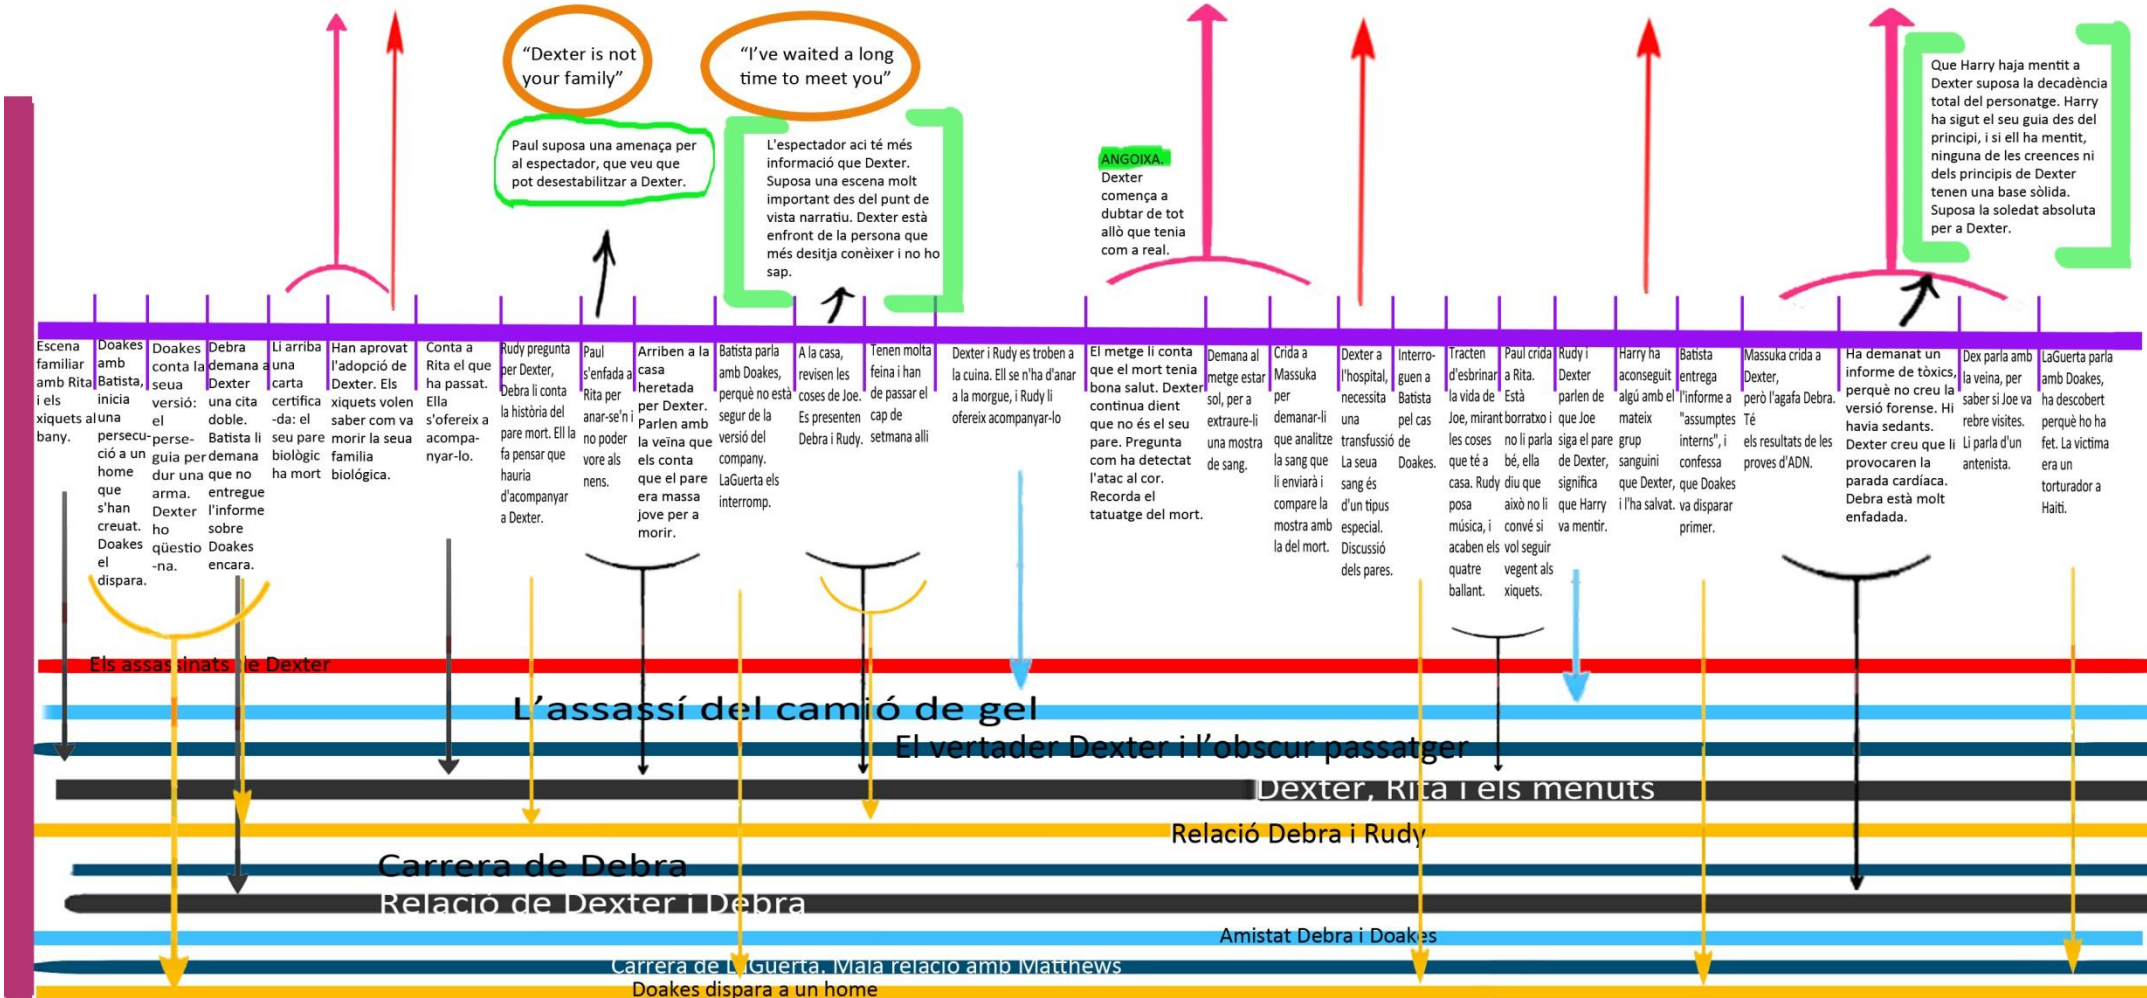 “Dexter is not
your family”
“I’ve waited a long
time to meet you”
Paul suposa una amenaça per
al espectador, que veu que
pot desestabilitzar a Dexter.
L'espectador aci té més
informació que Dexter.
Suposa una escena molt
important des del punt de
vista narratiu. Dexter està
enfront de la persona que
més desitja conèixer i no ho
sap.
ANGOIXA.
Dexter
comença a
dubtar de tot
allò que tenia
com a real.
Que Harry haja mentit a
Dexter suposa la decadència
total del personatge. Harry
ha sigut el seu guia des del
principi, i si ell ha mentit,
ninguna de les creences ni
dels principis de Dexter
tenen una base sòlida.
Suposa la soledat absoluta
per a Dexter.
Escena
familiar
amb Rita
i els
xiquets al
bany.
Doakes
amb
Batista,
inicia
una
persecu-
ció a un
home
que
s'han
creuat.
Doakes
el
dispara.
Doakes
conta la
seua
versió:
el
perse-
guia per
dur una
arma.
Dexter
ho
qüestio
-na.
Debra
demana a
Dexter
una cita
doble.
Batista li
demana
que no
entregue
l'informe
sobre
Doakes
encara.
Li arriba
una
carta
certifica
-da: el
seu pare
biològic
ha mort
Han aprovat
l'adopció de
Dexter. Els
xiquets volen
saber com va
morir la seua
familia
biológica.
Conta a
Rita el que
ha passat.
Ella
s'ofereix a
acompa-
nyar-lo.
Rudy pregunta
per Dexter,
Debra li conta
la història del
pare mort. Ell la
fa pensar que
hauria
d'acompanyar
a Dexter.
Paul
s'enfada a
Rita per
anar-se'n i
no poder
vore als
nens.
Arriben a la
casa
heretada
per Dexter.
Parlen amb
la veïna que
els conta
que el pare
era massa
jove per a
morir.
Batista parla
amb Doakes,
perquè no està
segur de la
versió del
company.
LaGuerta els
interromp.
A la casa,
revisen les
coses de Joe.
Es presenten
Debra i Rudy.
Tenen molta
feina i han
de passar el
cap de
setmana alli
Dexter i Rudy es troben a
la cuina. Ell se n'ha d'anar
a la morgue, i Rudy li
ofereix acompanyar-lo
El metge li conta
que el mort tenia
bona salut. Dexter
continua dient
que no és el seu
pare. Pregunta
com ha detectat
l'atac al cor.
Recorda el
tatuatge del mort.
Demana al
metge estar
sol, per a
extraure-li
una mostra
de sang.
Crida a
Massuka
per
demanar-li
que analitze
la sang que
li enviarà i
compare la
mostra amb
la del mort.
Dexter a
l'hospital,
necessita
una
transfussió
La seua
sang és
d'un tipus
especial.
Discussió
dels pares.
Interro-
guen a
Batista
pel cas
de
Doakes.
Tracten
d'esbrinar
la vida de
Joe, mirant
les coses
que té a
casa. Rudy
posa
música, i
acaben els
quatre
ballant.
Paul crida
a Rita.
Està
borratxo i
no li parla
bé, ella
diu que
això no li
convé si
vol seguir
vegent als
xiquets.
Rudy i
Dexter
parlen de
que Joe
siga el pare
de Dexter,
significa
que Harry
va mentir.
Harry ha
aconseguit
algú amb el
mateix
grup
sanguini
que Dexter,
i l'ha salvat.
Batista
entrega
l'informe a
"assumptes
interns", i
confessa
que Doakes
va disparar
primer.
Massuka crida a
Dexter,
però l'agafa Debra.
Té
els resultats de les
proves d'ADN.
Ha demanat un
informe de tòxics,
perquè no creu la
versió forense. Hi
havia sedants.
Dexter creu que li
provocaren la
parada cardíaca.
Debra està molt
enfadada.
Dex parla amb
la veina, per
saber si Joe va
rebre visites.
Li parla d'un
antenista.
LaGuerta parla
amb Doakes,
ha descobert
perquè ho ha
fet. La victima
era un
torturador a
Haiti.
Els assassinats de Dexter
L’assassí del camió de gel
El vertader Dexter i l’obscur passatger
Dexter, Rita i els menuts
Relació Debra i Rudy
Carrera de Debra
Relació de Dexter i Debra
Amistat Debra i Doakes
Carrera de LaGuerta. Mala relació amb Matthews
Doakes dispara a un home